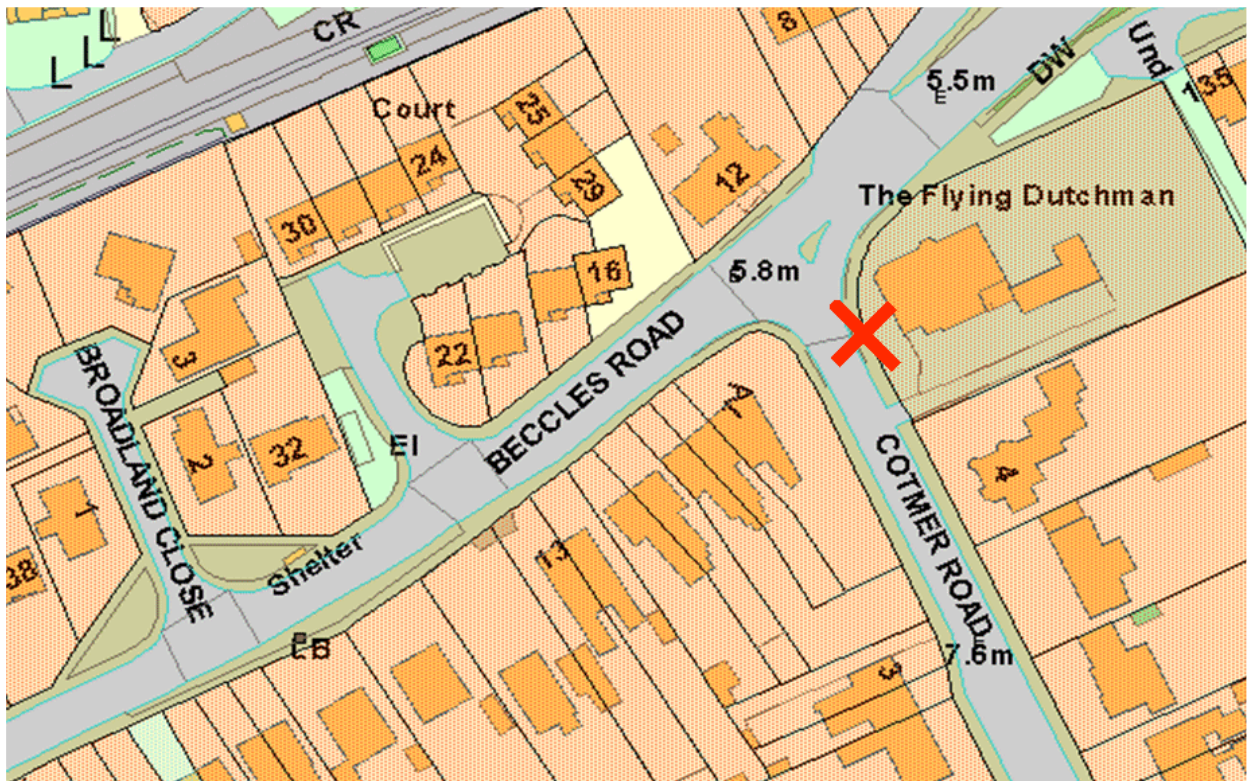 CR
8
Und
DW
L
L
L
5.5m
35
1
Court
25
24
29
12
The Flying Dutchman
30
16
5.8m
22
3
BROADLAND CLOSE
BECCLES ROAD
El
32
2
4
COTMER ROAD
1
13
38
Shelter
LB
7.6m
3